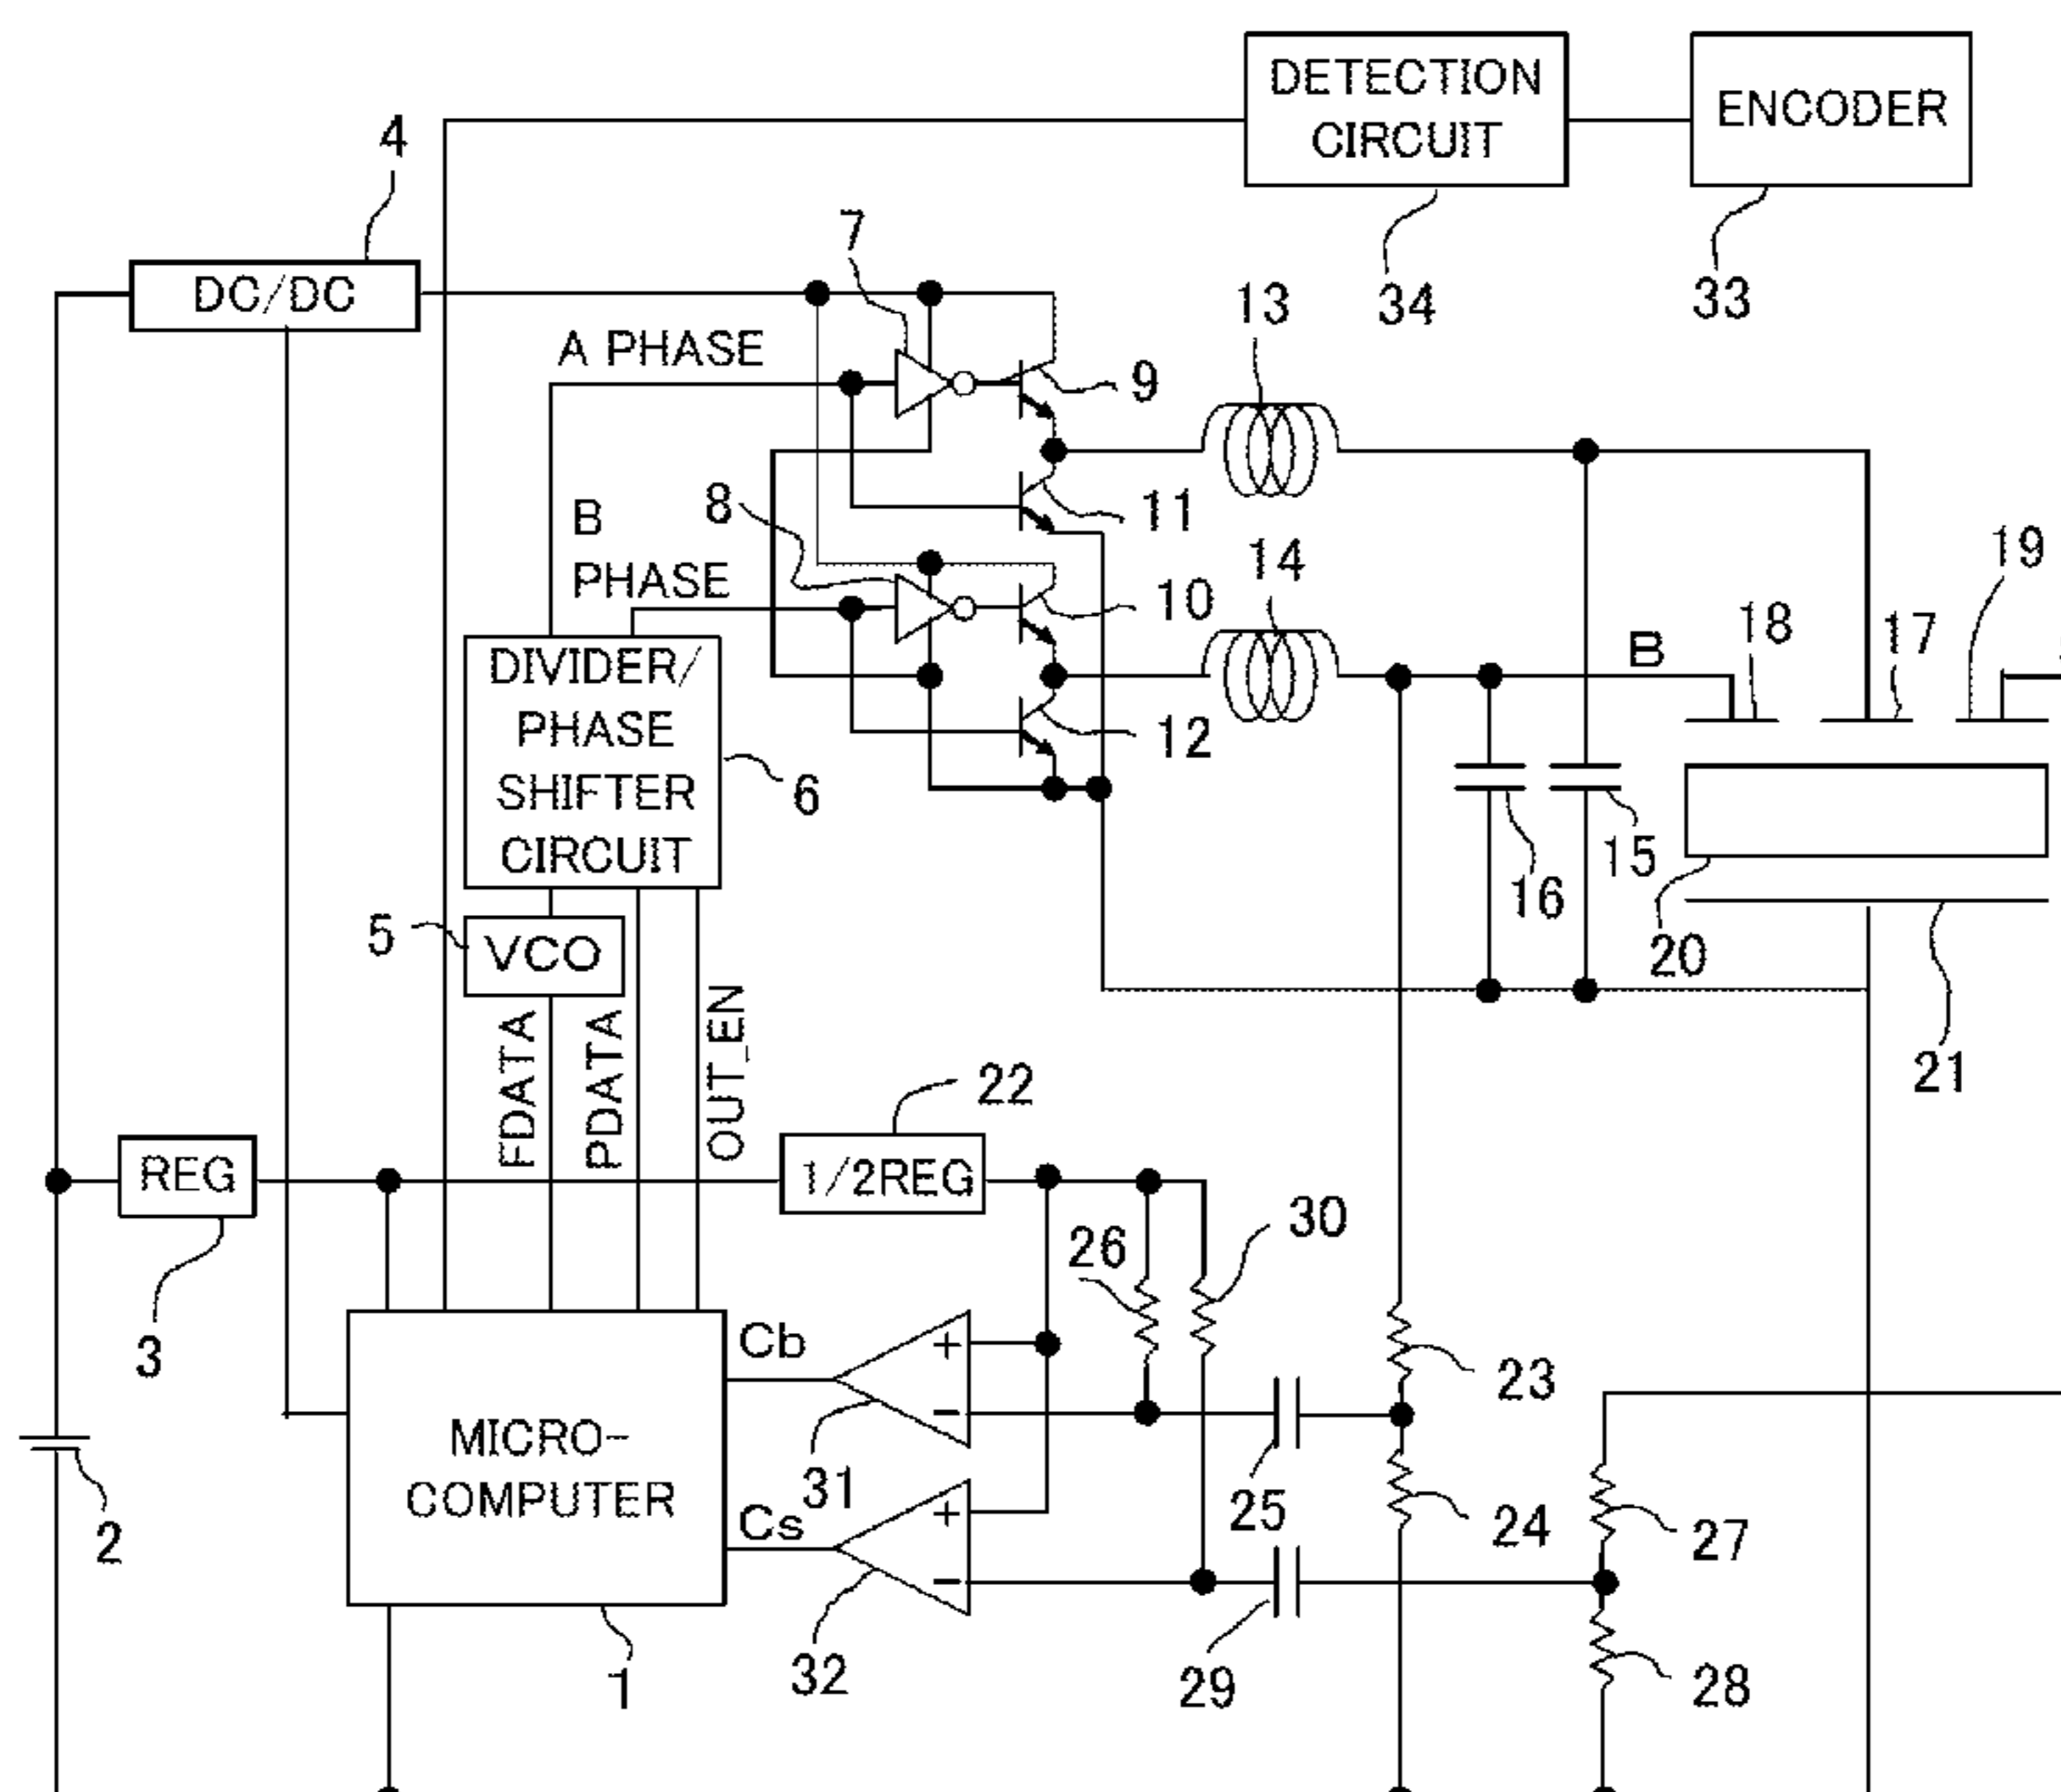 DETECTION
CIRCUIT
ENCODER
4
7
34
33
13
DC/DC
A PHASE
9
8
B
PHASE
11
14
19
10
18
17
B
DIVIDER/
PHASE
SHIFTER
CIRCUIT
12
6
15
16
5
VCO
20
21
FDATA
PDATA
OUT_EN
22
REG
1/2REG
30
26
3
Cb
+
-
23
MICRO-
COMPUTER
31
25
24
27
2
Cs
+
-
32
1
29
28